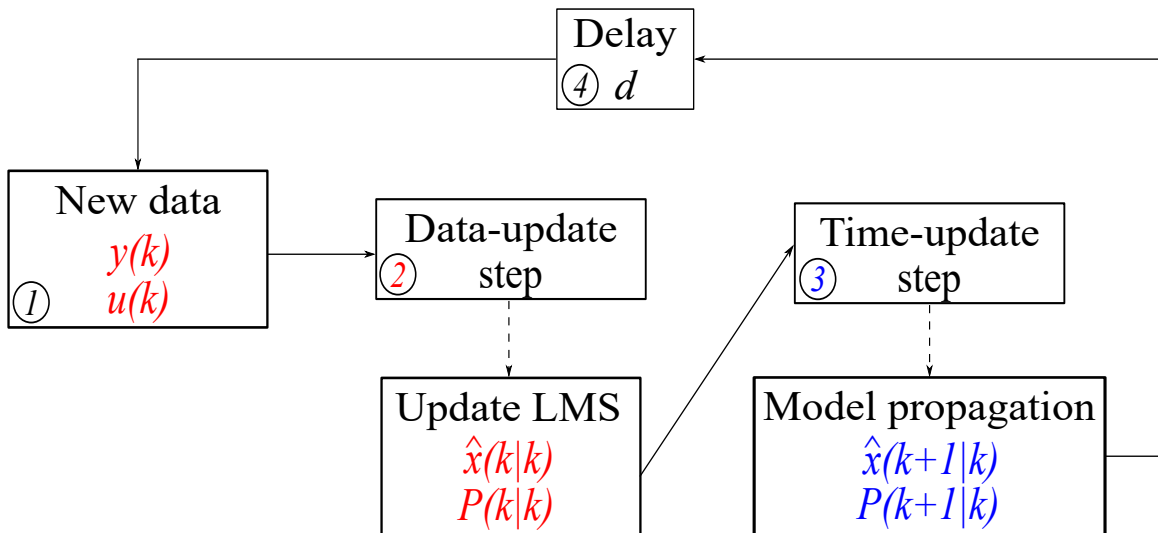 Delay
4 d
New data
y(k)
u(k)
1
Data-update
step
2
Time-update
step
3
Update LMS
x̂(k|k)
P(k|k)
Model propagation
x̂(k+1|k)
P(k+1|k)